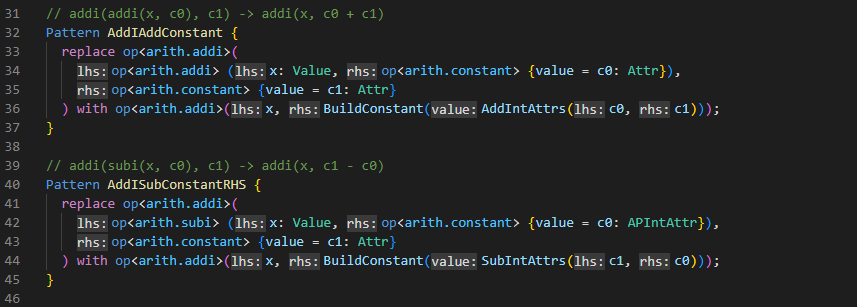 31 // addi(addi(x, c0), c1) -> addi(x, c0 + c1)
32 Pattern AddIAddConstant {
33 replace op<arith.addi>(
34 lhs: op<arith.addi> (lhs: x: Value, rhs: op<arith.constant> {value = c0: Attr}),
35 rhs: op<arith.constant> {value = c1: Attr}
36 ) with op<arith.addi>(lhs: x, rhs: BuildConstant(value: AddIntAttrs(lhs: c0, rhs: c1)));
37 }
38
39 // addi(subi(x, c0), c1) -> addi(x, c1 - c0)
40 Pattern AddISubConstantRHS {
41 replace op<arith.addi>(
42 lhs: op<arith.subi> (lhs: x: Value, rhs: op<arith.constant> {value = c0: APIntAttr}),
43 rhs: op<arith.constant> {value = c1: Attr}
44 ) with op<arith.addi>(lhs: x, rhs: BuildConstant(value: SubIntAttrs(lhs: c1, rhs: c0)));
45 }
46